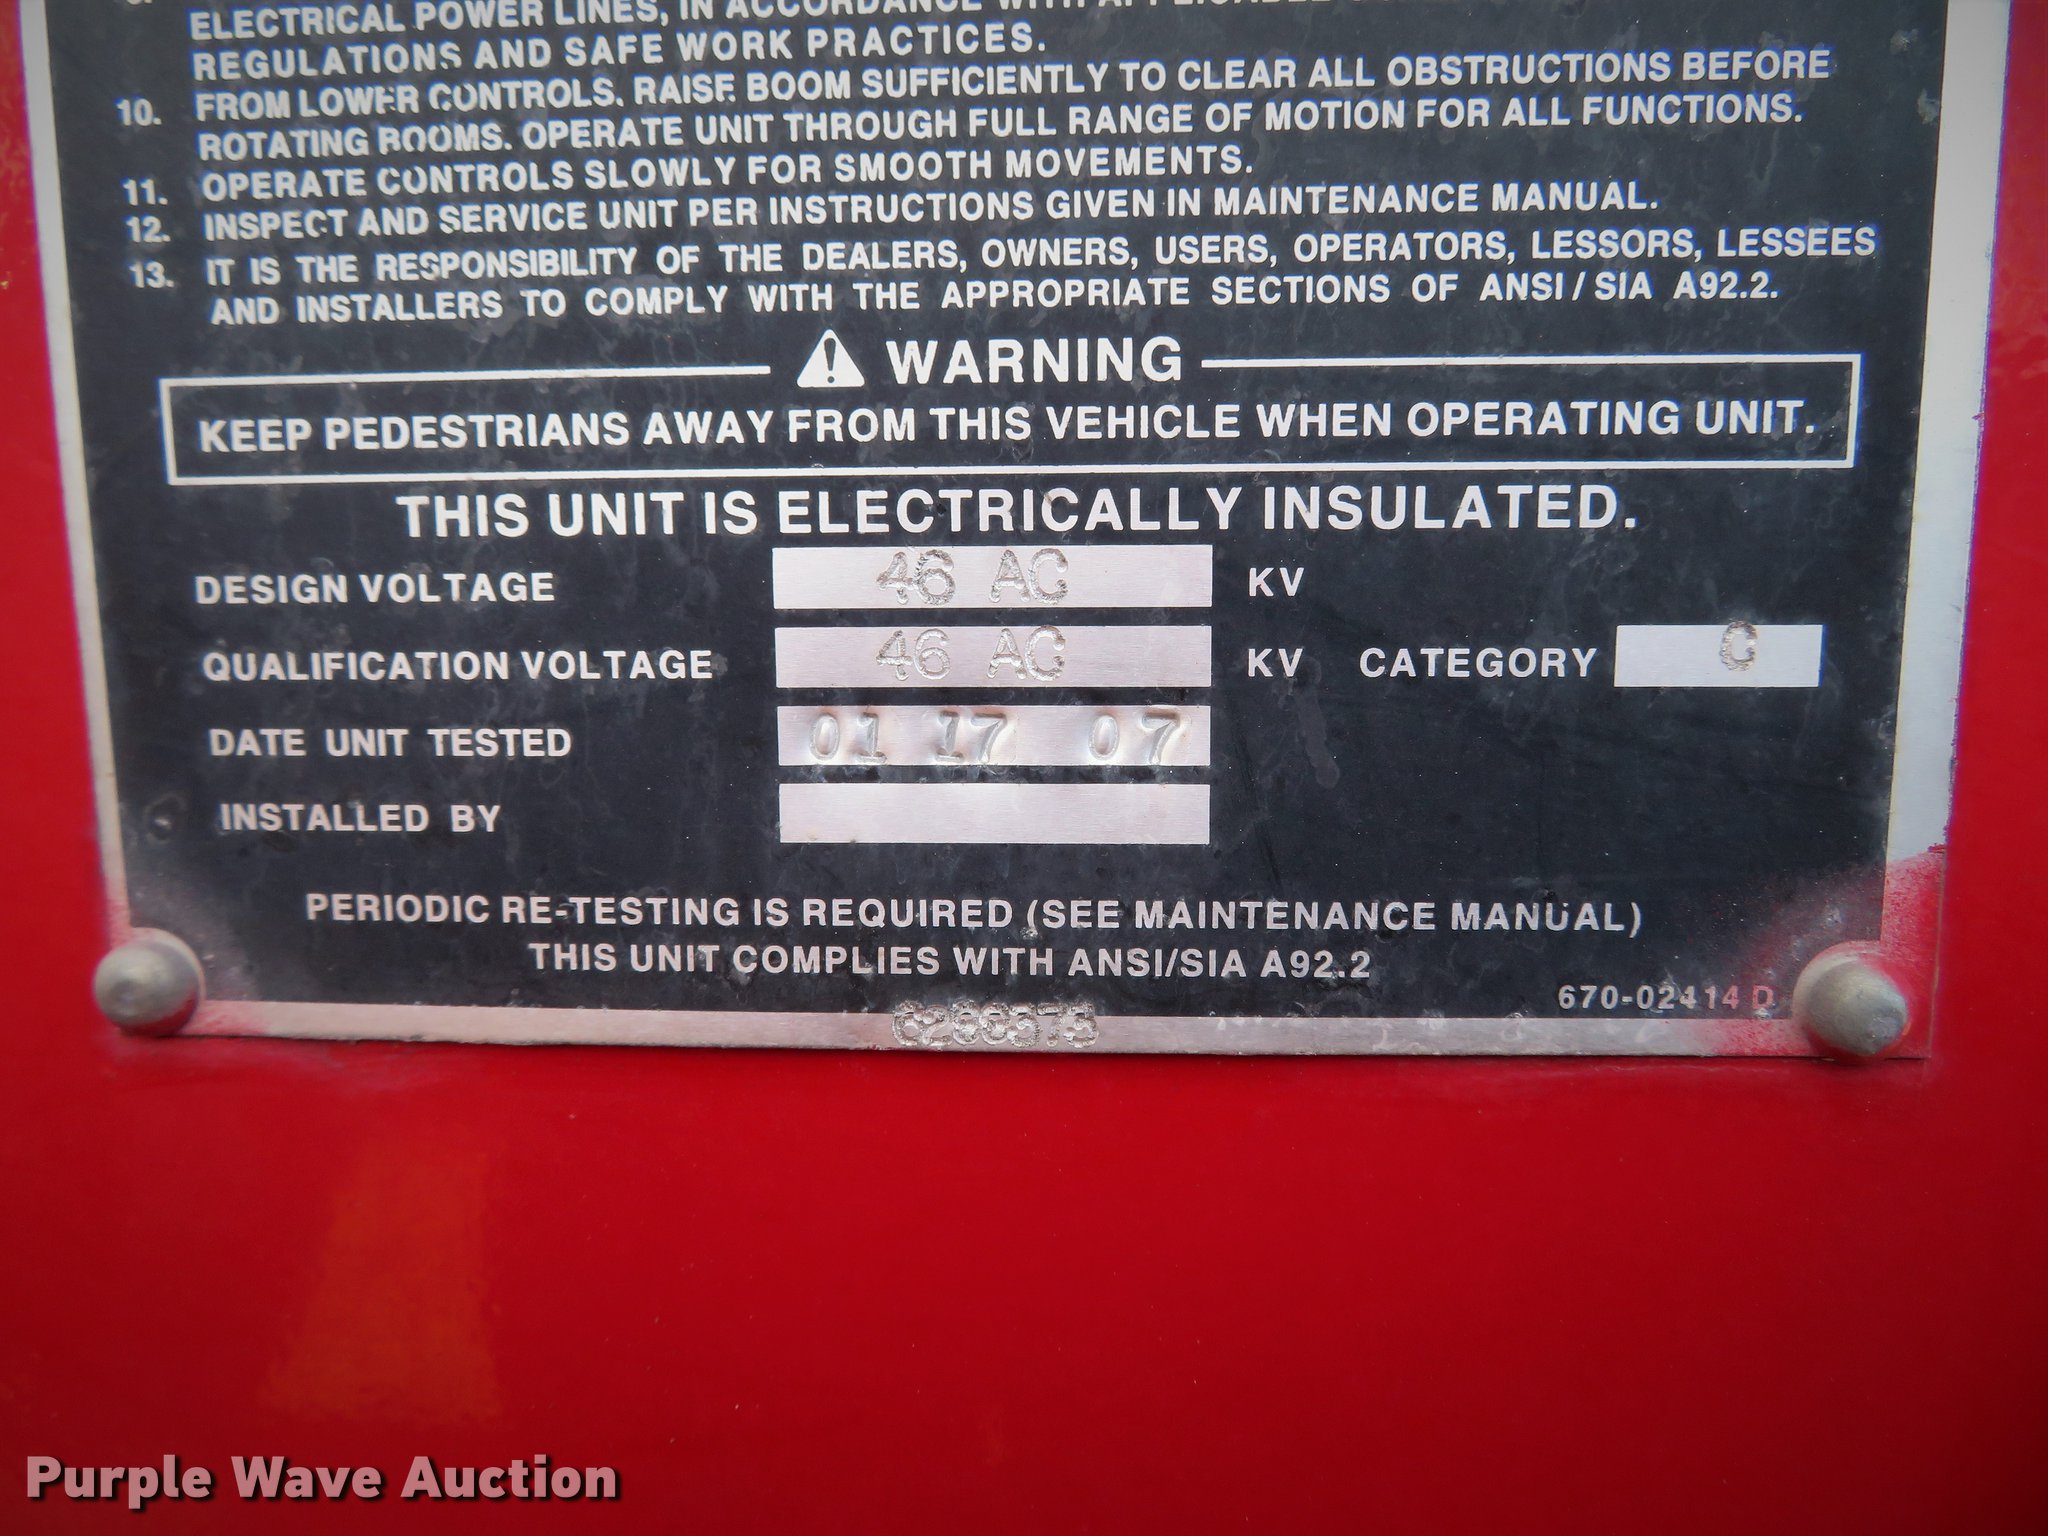 ELECTRICAL POWER LINES, IN ACCORDANCE WITH
REGULATIONS AND SAFE WORK PRACTICES.
10. FROM LOWER CONTROLS, RAISE BOOM SUFFICIENTLY TO CLEAR ALL OBSTRUCTIONS BEFORE
ROTATING BOOMS. OPERATE UNIT THROUGH FULL RANGE OF MOTION FOR ALL FUNCTIONS.
11. OPERATE CONTROLS SLOWLY FOR SMOOTH MOVEMENTS.
12. INSPECT AND SERVICE UNIT PER INSTRUCTIONS GIVEN IN MAINTENANCE MANUAL.
13. IT IS THE RESPONSIBILITY OF THE DEALERS, OWNERS, USERS, OPERATORS, LESSORS, LESSEES
AND INSTALLERS TO COMPLY WITH THE APPROPRIATE SECTIONS OF ANSI / SIA A92.2.
WARNING
KEEP PEDESTRIANS AWAY FROM THIS VEHICLE WHEN OPERATING UNIT.
THIS UNIT IS ELECTRICALLY INSULATED.
DESIGN VOLTAGE 46 AC KV
QUALIFICATION VOLTAGE 46 AC KV CATEGORY C
DATE UNIT TESTED 01 17 07
INSTALLED BY
PERIODIC RE-TESTING IS REQUIRED (SEE MAINTENANCE MANUAL)
THIS UNIT COMPLIES WITH ANSI/SIA A92.2
670-02414 D
Purple Wave Auction